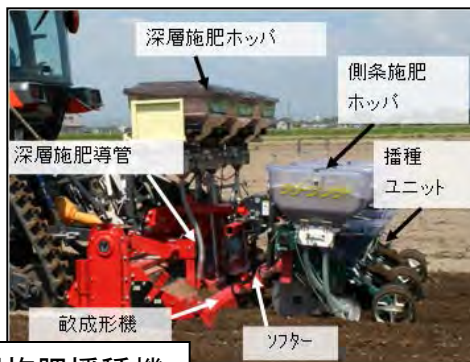 深層施肥ホッパ
側条施肥
ホッパ
深層施肥導管
播種
ユニット
畝成形機
ソフター
施肥播種機